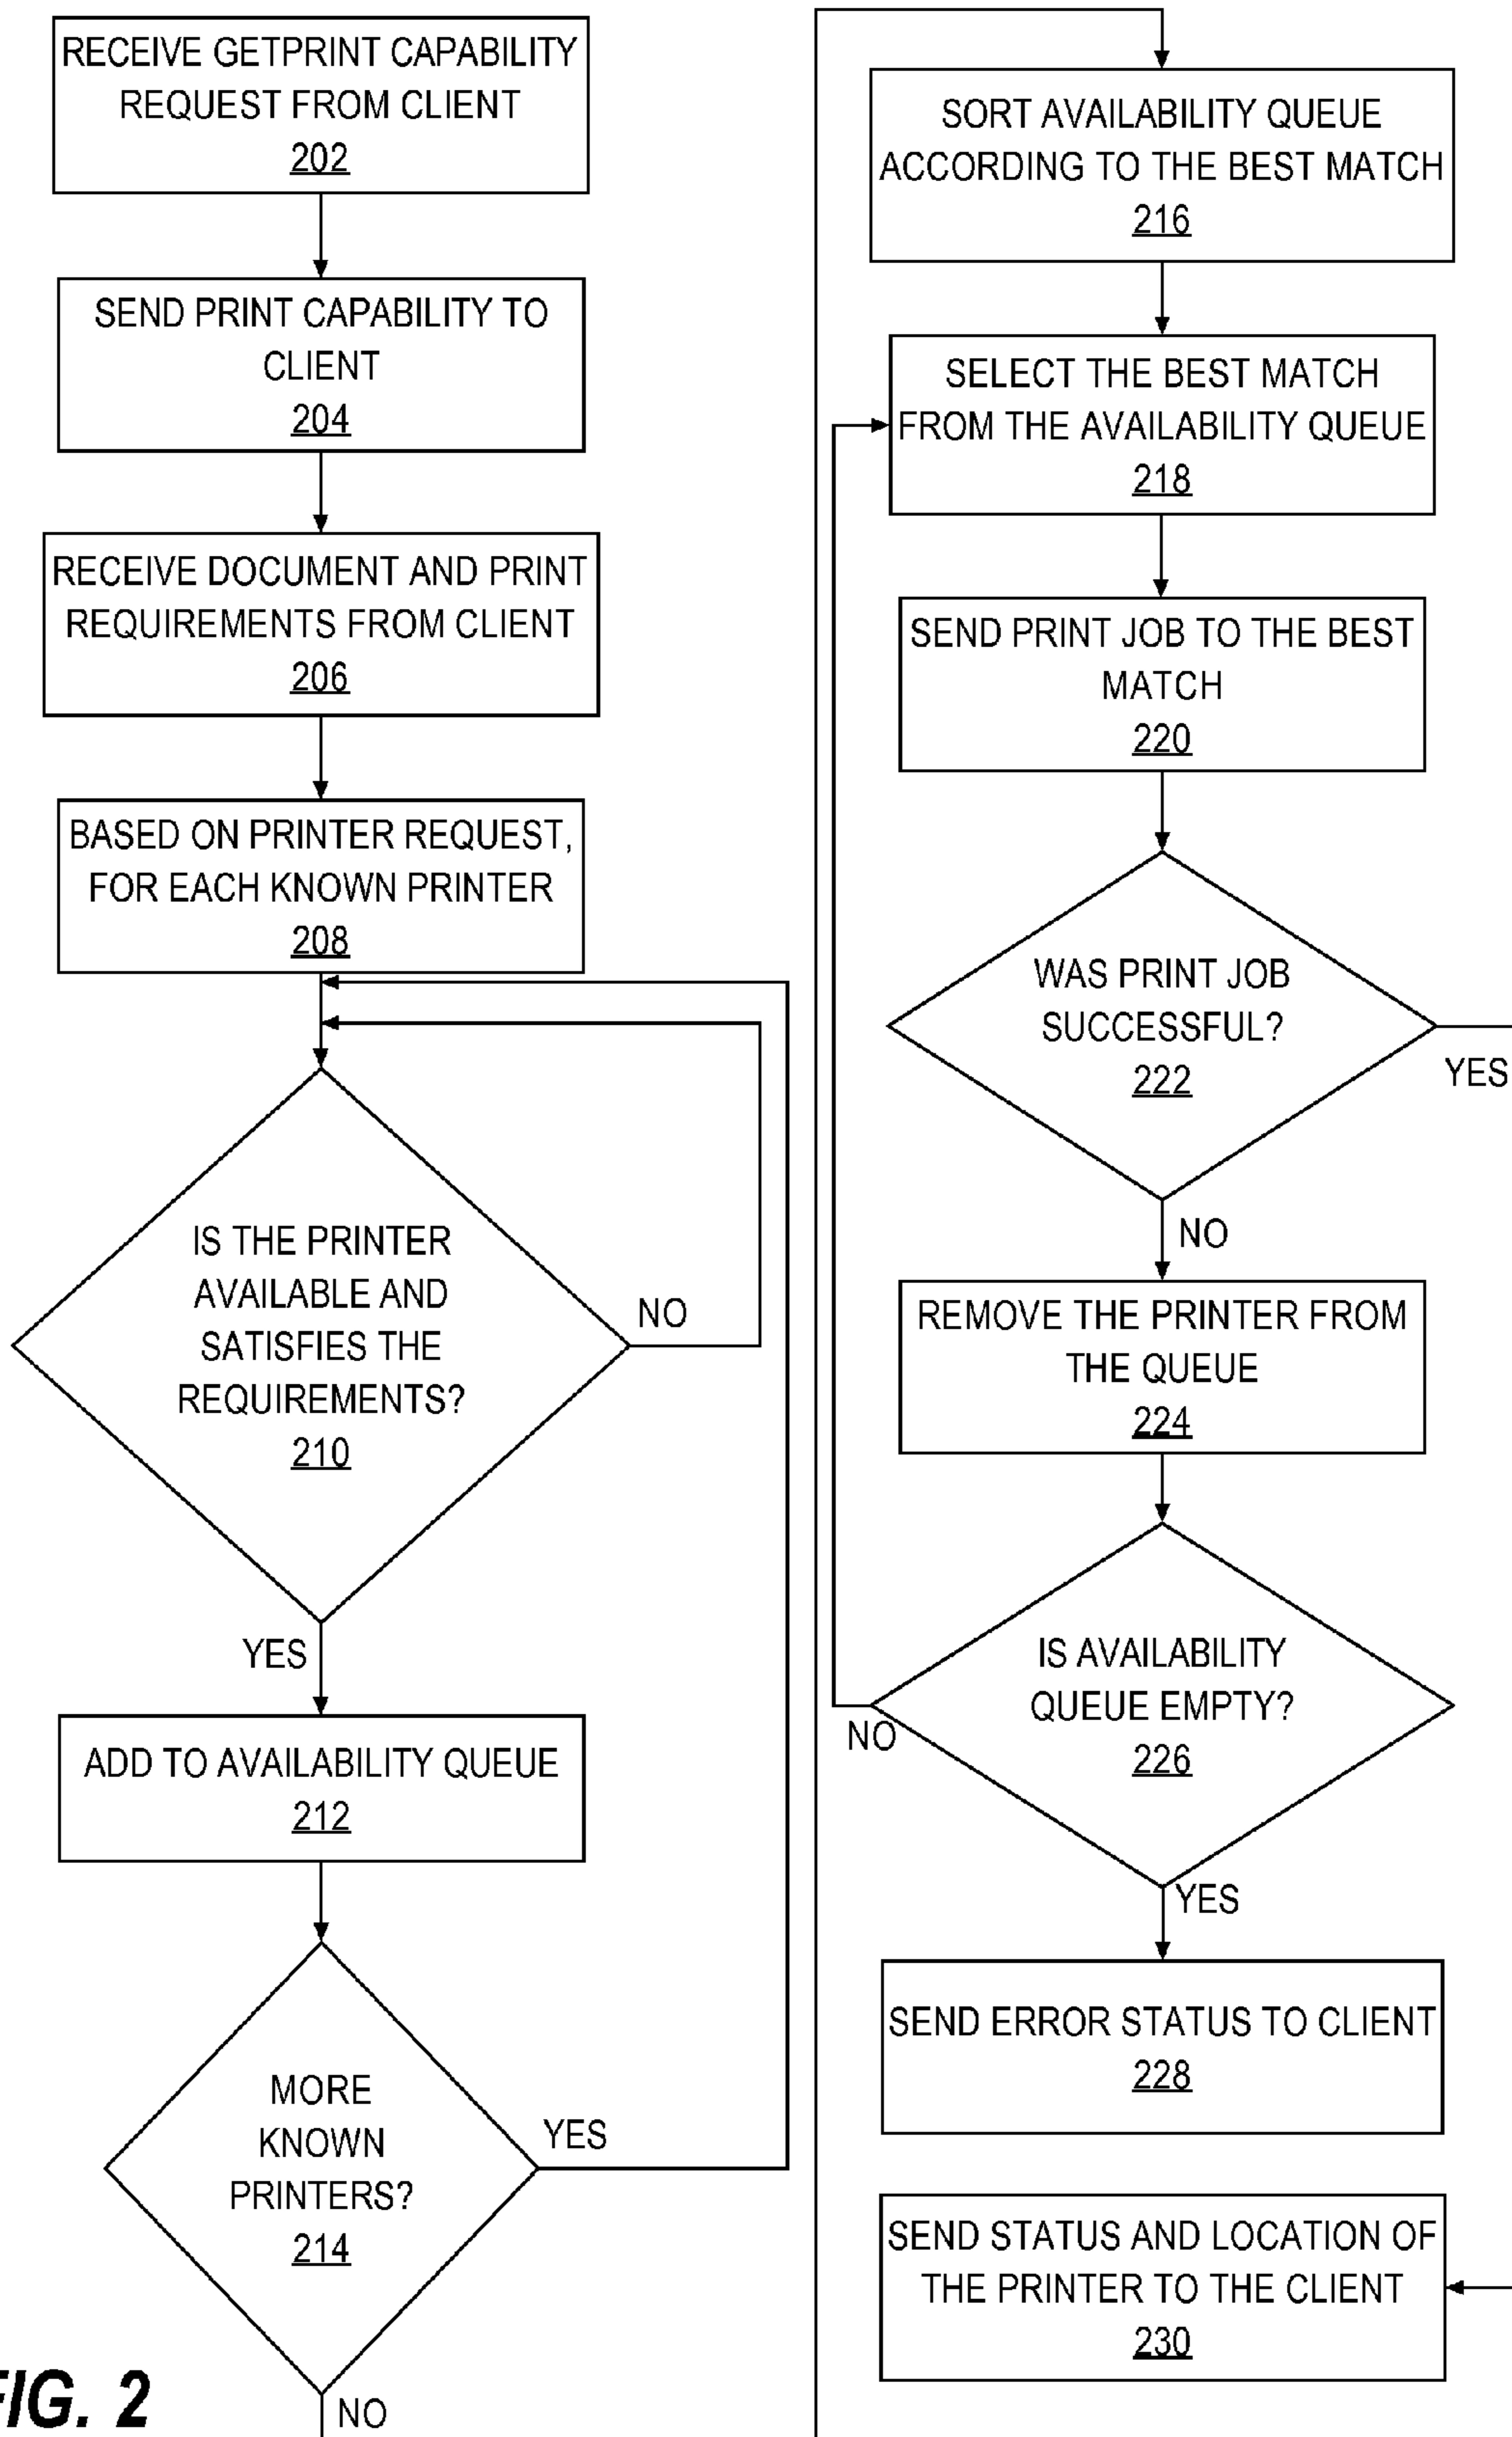 RECEIVE GETPRINT CAPABILITY
REQUEST FROM CLIENT
202
SEND PRINT CAPABILITY TO
CLIENT
204
RECEIVE DOCUMENT AND PRINT
REQUIREMENTS FROM CLIENT
206
BASED ON PRINTER REQUEST,
FOR EACH KNOWN PRINTER
208
IS THE PRINTER
AVAILABLE AND
SATISFIES THE
REQUIREMENTS?
210
NO
YES
ADD TO AVAILABILITY QUEUE
212
MORE
KNOWN
PRINTERS?
214
YES
NO
SORT AVAILABILITY QUEUE
ACCORDING TO THE BEST MATCH
216
SELECT THE BEST MATCH
FROM THE AVAILABILITY QUEUE
218
SEND PRINT JOB TO THE BEST
MATCH
220
WAS PRINT JOB
SUCCESSFUL?
222
YES
NO
REMOVE THE PRINTER FROM
THE QUEUE
224
IS AVAILABILITY
QUEUE EMPTY?
226
NO
YES
SEND ERROR STATUS TO CLIENT
228
SEND STATUS AND LOCATION OF
THE PRINTER TO THE CLIENT
230
FIG. 2